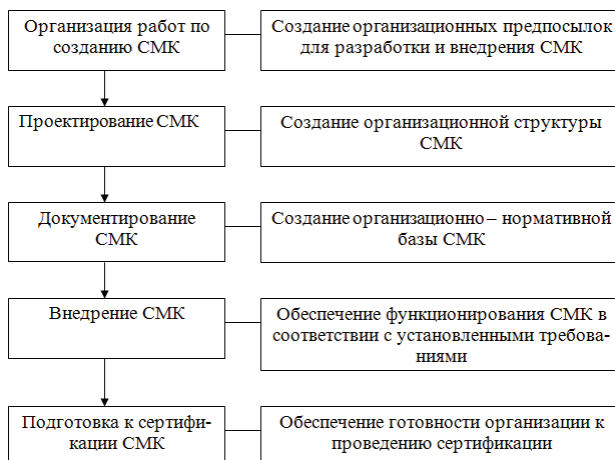 Организация работ по
созданию СМК
Создание организационных предпосылок
для разработки и внедрения СМК
Проектирование СМК
Создание организационной структуры
СМК
Документирование
СМК
Создание организационно – нормативной
базы СМК
Внедрение СМК
Обеспечение функционирования СМК в
соответствии с установленными требова-
ниями
Подготовка к сертифи-
кации СМК
Обеспечение готовности организации к
проведению сертификации